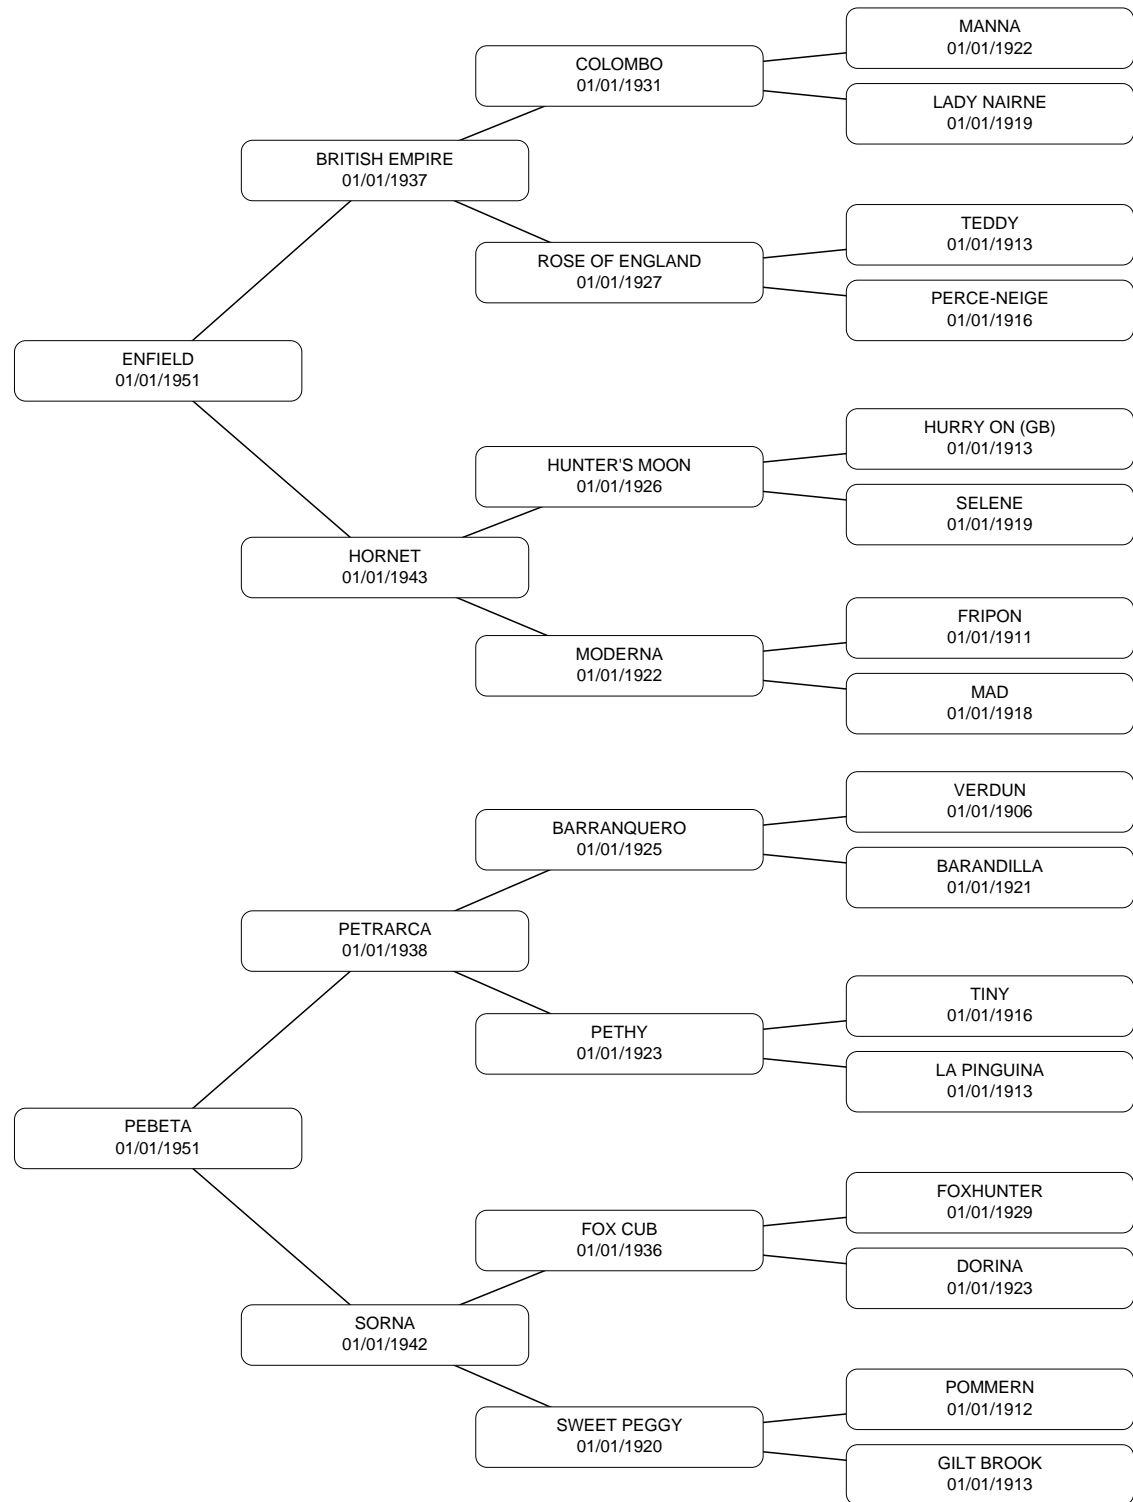 MANNA
01/01/1922
COLOMBO
01/01/1931
LADY NAIRNE
01/01/1919
BRITISH EMPIRE
01/01/1937
TEDDY
01/01/1913
ROSE OF ENGLAND
01/01/1927
PERCE-NEIGE
01/01/1916
ENFIELD
01/01/1951
HURRY ON (GB)
01/01/1913
HUNTER'S MOON
01/01/1926
SELENE
01/01/1919
HORNET
01/01/1943
FRIPON
01/01/1911
MODERNA
01/01/1922
MAD
01/01/1918
VERDUN
01/01/1906
BARRANQUERO
01/01/1925
BARANDILLA
01/01/1921
PETRARCA
01/01/1938
TINY
01/01/1916
PETHY
01/01/1923
LA PINGUINA
01/01/1913
PEBETA
01/01/1951
FOXHUNTER
01/01/1929
FOX CUB
01/01/1936
DORINA
01/01/1923
SORNA
01/01/1942
POMMERN
01/01/1912
SWEET PEGGY
01/01/1920
GILT BROOK
01/01/1913